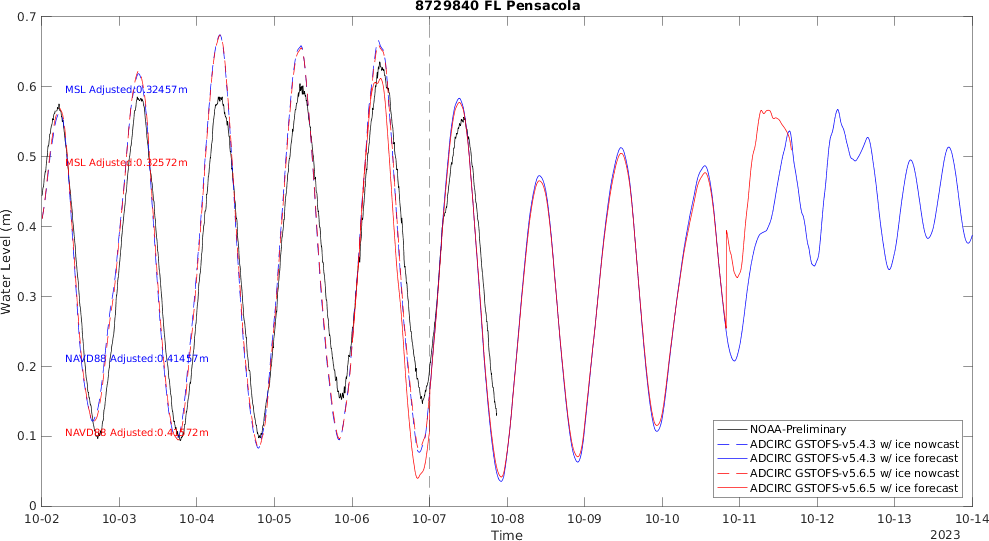 8729840 FL Pensacola
0.7
0.6
0.5
0.4
0.3
0.2
0.1
0
Water Level (m)
MSL Adjusted:0.32457m
MSL Adjusted:0.32572m
NAVD88 Adjusted:0.41457m
NAVD88 Adjusted:0.41572m
NOAA-Preliminary
ADCIRC GSTOFS-v5.4.3 w/ ice nowcast
ADCIRC GSTOFS-v5.4.3 w/ ice forecast
ADCIRC GSTOFS-v5.6.5 w/ ice nowcast
ADCIRC GSTOFS-v5.6.5 w/ ice forecast
10-02 10-03 10-04 10-05 10-06 10-07 10-08 10-09 10-10 10-11 10-12 10-13 10-14
Time
2023